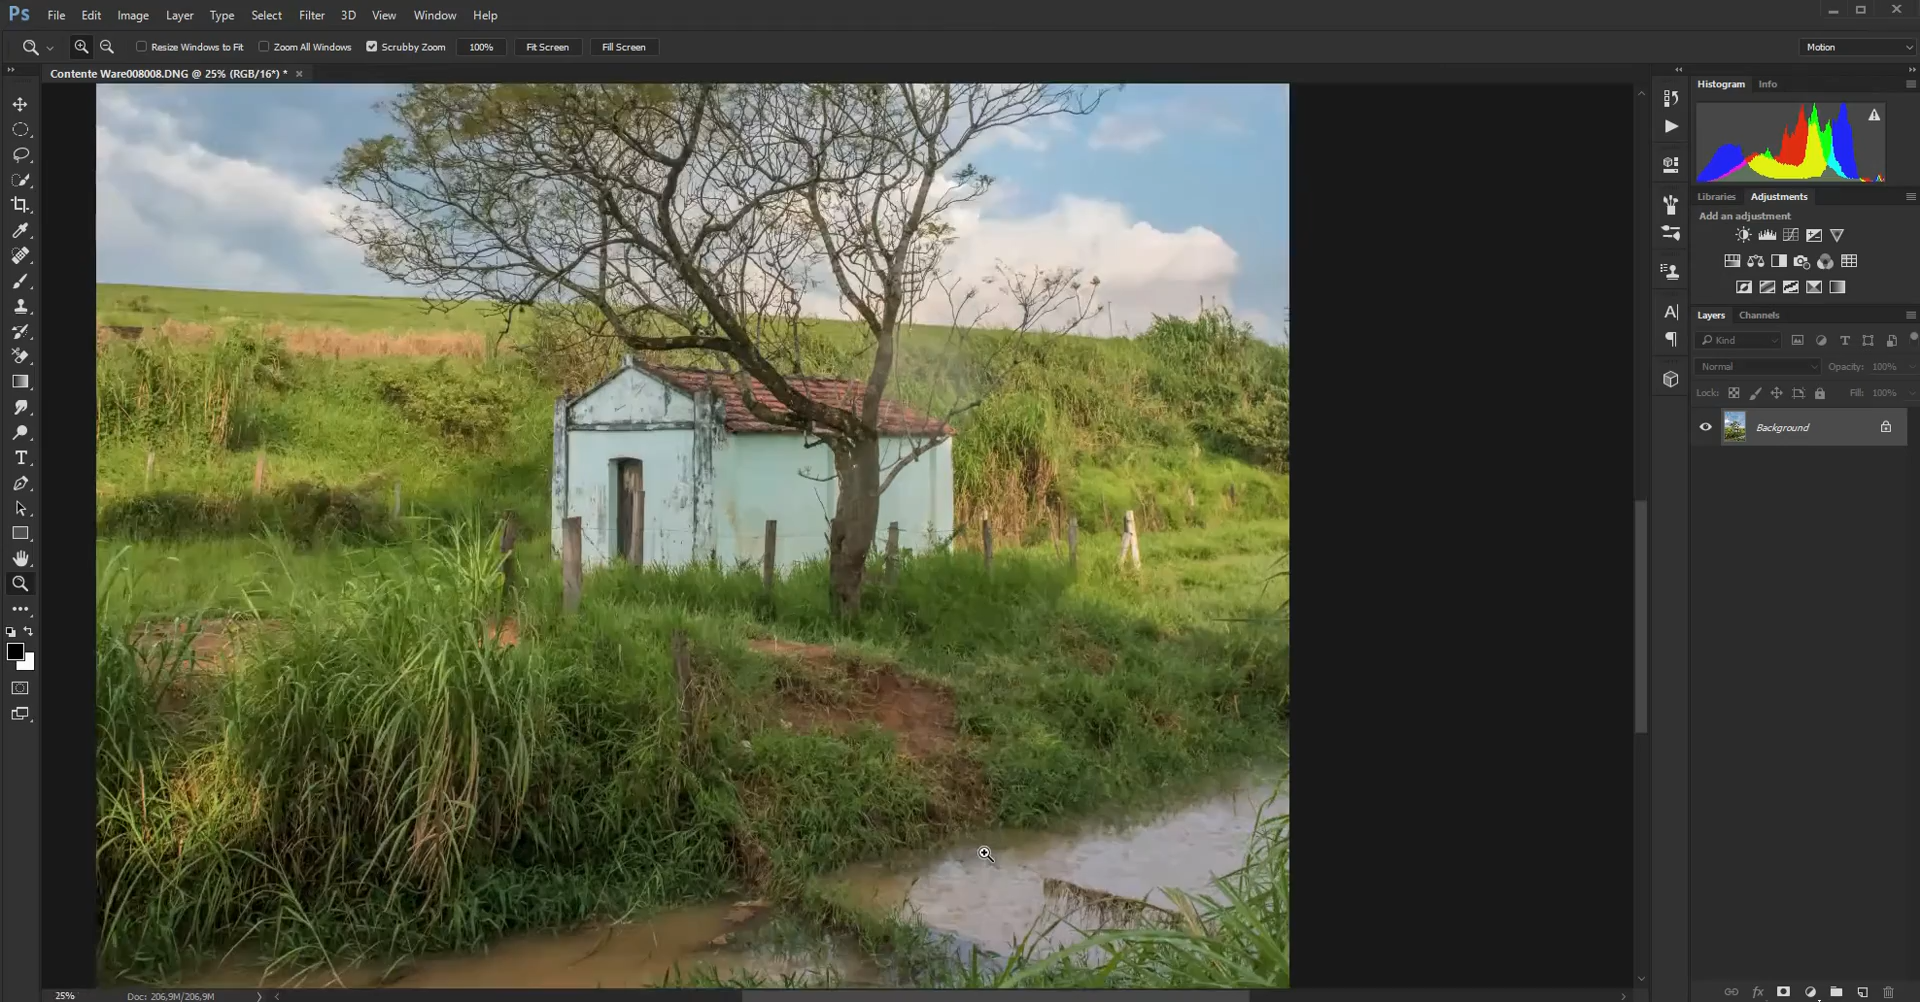 Ps File Edit Image Layer Type Select Filter 3D View Window Help
Resize Windows to Fit Zoom All Windows Scrubby Zoom 100% Fit Screen Fill Screen Motion
Contente Ware008008.DNG @ 25% (RGB/16*) * ×
Histogram Info
Libraries Adjustments
Add an adjustment
Layers Channels
Kind
Normal Opacity: 100%
Lock: Fill: 100%
Background
fx
25% Doc: 206,9M/206,9M